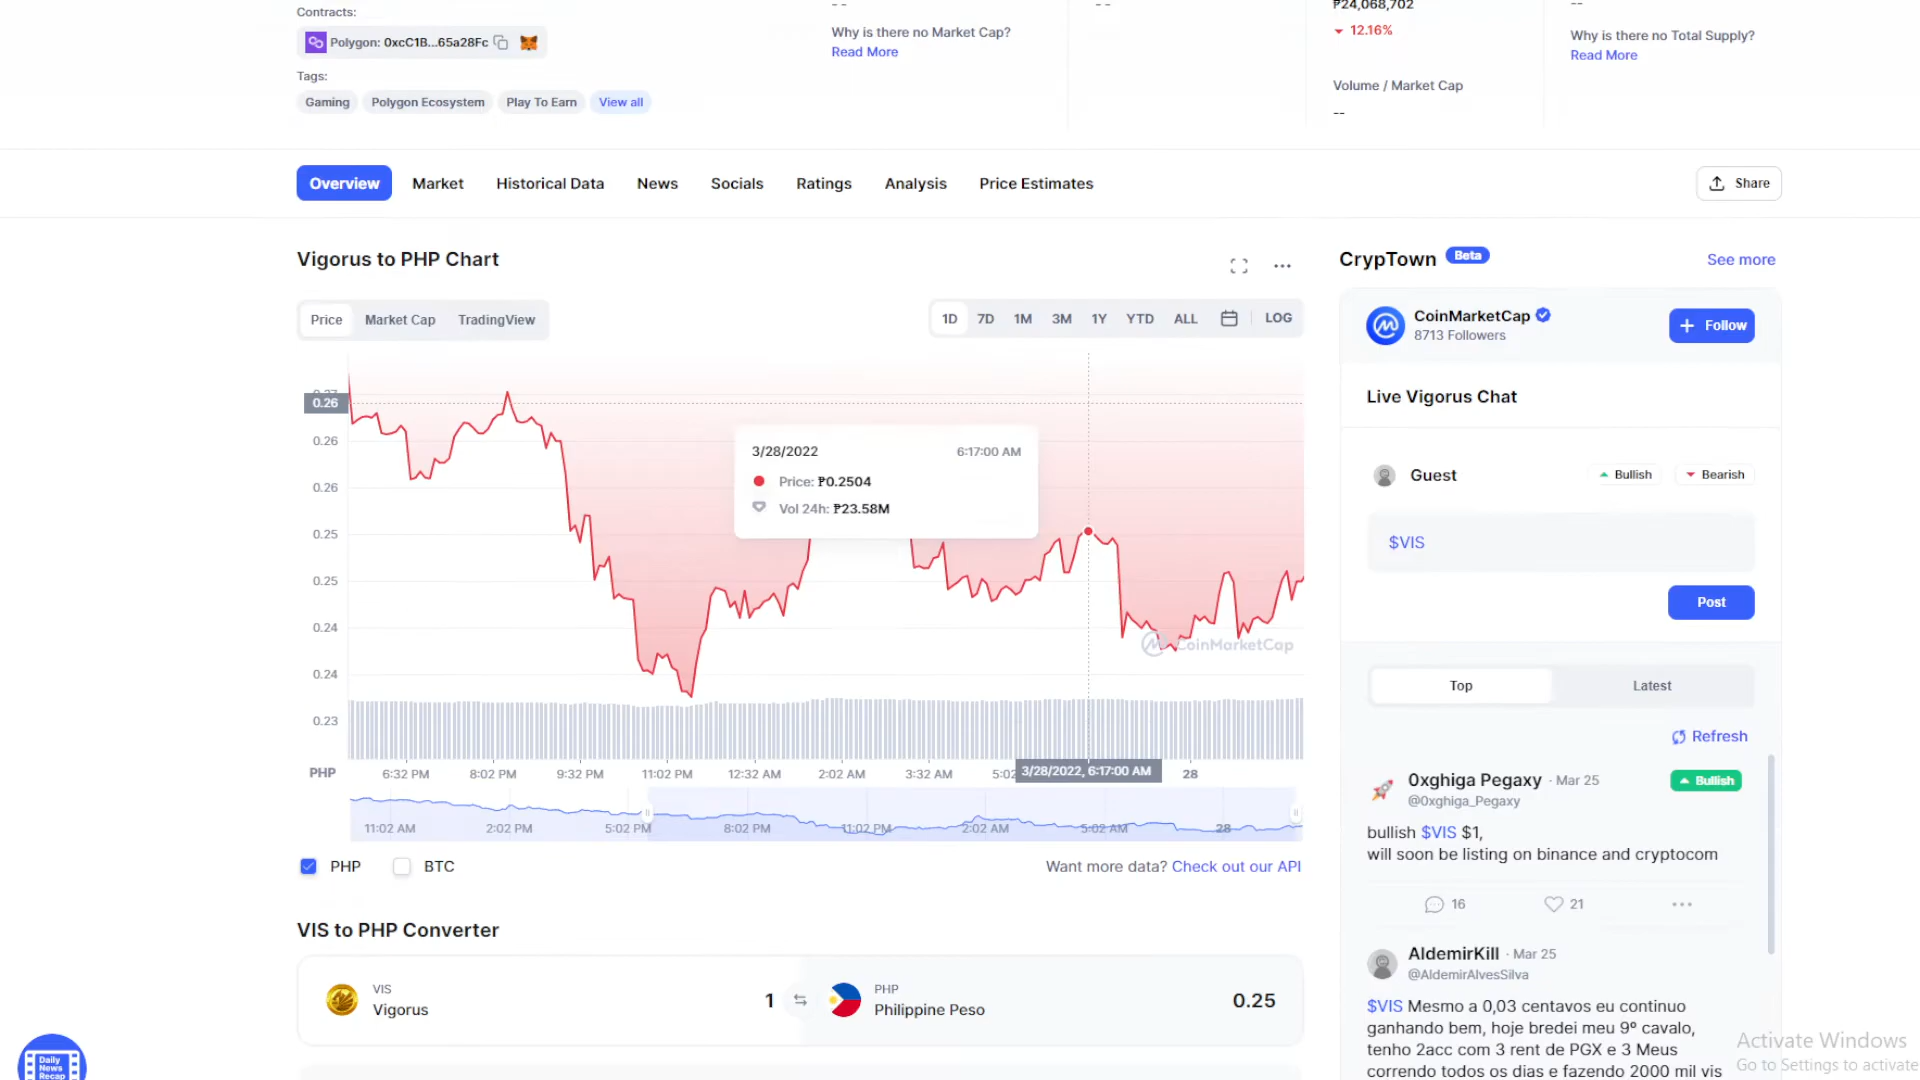 Contracts:
Polygon: 0xcC1B...65a28Fc
Tags:
Gaming
Polygon Ecosystem
Play To Earn
View all
- -
Why is there no Market Cap?
Read More
- -
₱24,068,702
12.16%
Volume / Market Cap
--
--
Why is there no Total Supply?
Read More
Overview
Market
Historical Data
News
Socials
Ratings
Analysis
Price Estimates
Share
Vigorus to PHP Chart
Price
Market Cap
TradingView
1D
7D
1M
3M
1Y
YTD
ALL
LOG
0.26
0.26
0.26
0.25
0.25
0.24
0.24
0.23
3/28/2022
6:17:00 AM
Price: ₱0.2504
Vol 24h: ₱23.58M
CoinMarketCap
PHP
6:32 PM
8:02 PM
9:32 PM
11:02 PM
12:32 AM
2:02 AM
3:32 AM
5:02
3/28/2022, 6:17:00 AM
28
11:02 AM
2:02 PM
5:02 PM
8:02 PM
11:02 PM
2:02 AM
5:02 AM
28
PHP
BTC
Want more data? Check out our API
VIS to PHP Converter
VIS
Vigorus
1
PHP
Philippine Peso
0.25
Daily
News
Recap
CrypTown
Beta
See more
CoinMarketCap
8713 Followers
+ Follow
Live Vigorus Chat
Guest
Bullish
Bearish
$VIS
Post
Top
Latest
Refresh
0xghiga Pegaxy · Mar 25
@0xghiga_Pegaxy
Bullish
bullish $VIS $1,
will soon be listing on binance and cryptocom
16
21
AldemirKill · Mar 25
@AldemirAlvesSilva
$VIS Mesmo a 0,03 centavos eu continuo
ganhando bem, hoje bredei meu 9º cavalo,
tenho 2acc com 3 rent de PGX e 3 Meus
correndo todos os dias e fazendo 2000 mil vis
Activate Windows
Go to Settings to activate